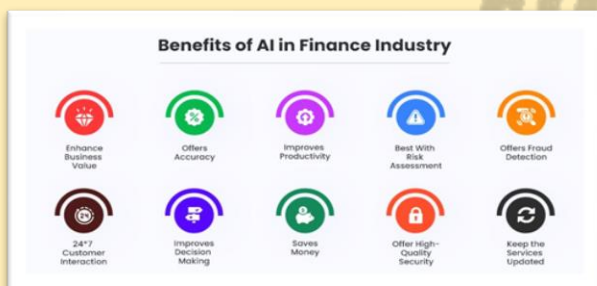 Benefits of AI in Finance Industry
Enhance
Business
Value
Offers
Accuracy
Improves
Productivity
Best With
Risk
Assessment
Offers Fraud
Detection
24*7
Customer
Interaction
Improves
Decision
Making
Saves
Money
Offer High-
Quality
Security
Keep the
Services
Updated